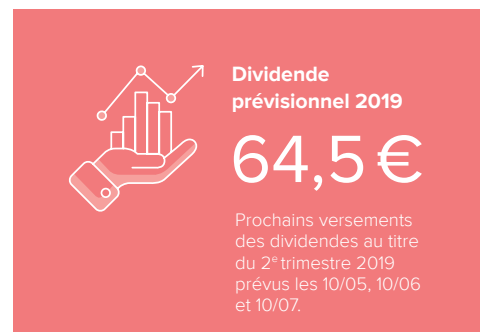 Dividende
prévisionnel 2019
64,5 €
Prochains versements
des dividendes au titre
du 2e trimestre 2019
prévus les 10/05, 10/06
et 10/07.